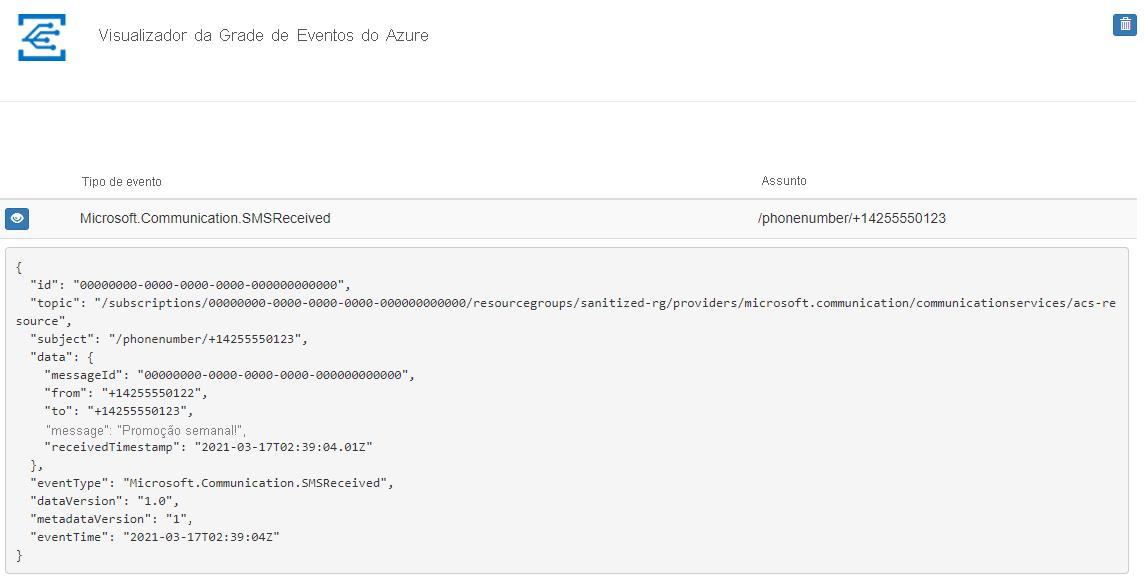 Visualizador da Grade de Eventos do Azure
Tipo de evento Assunto
Microsoft.Communication.SMSReceived /phonenumber/+14255550123
{
"id": "00000000-0000-0000-0000-000000000000",
"topic": "/subscriptions/00000000-0000-0000-0000-000000000000/resourcegroups/sanitized-rg/providers/microsoft.communication/communicationservices/acs-re
source",
"subject": "/phonenumber/+14255550123",
"data": {
"messageId": "00000000-0000-0000-0000-000000000000",
"from": "+14255550122",
"to": "+14255550123",
"message": "Promoção semanal!",
"receivedTimestamp": "2021-03-17T02:39:04.01Z"
},
"eventType": "Microsoft.Communication.SMSReceived",
"dataVersion": "1.0",
"metadataVersion": "1",
"eventTime": "2021-03-17T02:39:04Z"
}